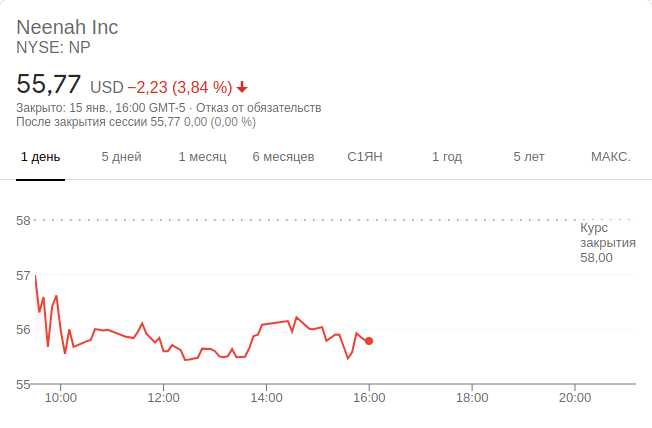 Neenah Inc
NYSE: NP
55,77 USD −2,23 (3,84 %)
Закрыто: 15 янв., 16:00 GMT-5 · Отказ от обязательств
После закрытия сессии 55,77 0,00 (0,00 %)
1 день 5 дней 1 месяц 6 месяцев С1ЯН 1 год 5 лет МАКС.
58
Курс
закрытия
58,00
57
56
55
10:00 12:00 14:00 16:00 18:00 20:00